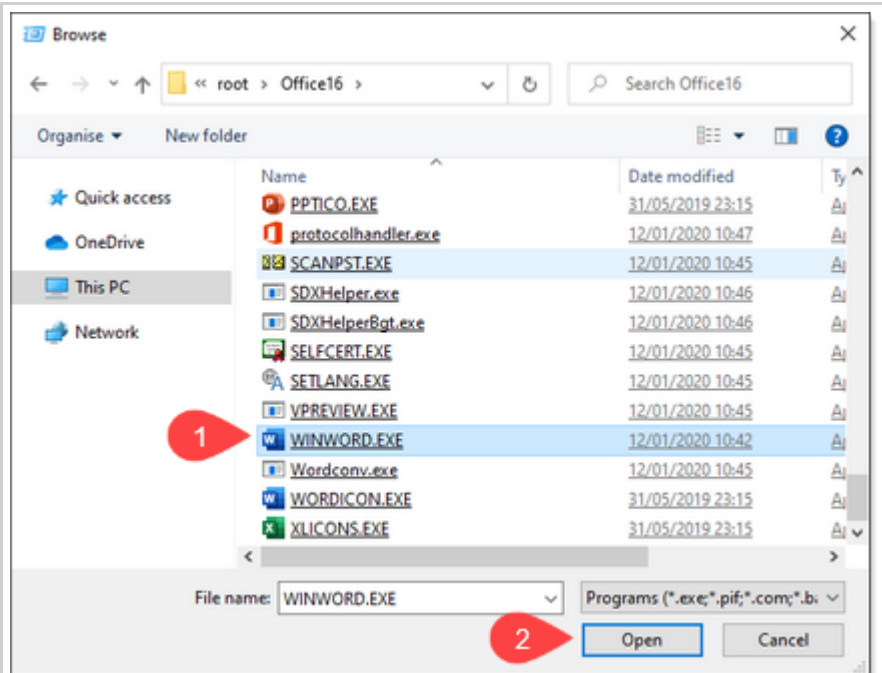 Browse
« root > Office16 >
Search Office16
Organise
New folder
Name
Date modified
Quick access
OneDrive
This PC
Network
PPTICO.EXE 31/05/2019 23:15
protocolhandler.exe 12/01/2020 10:47
SCANPST.EXE 12/01/2020 10:45
SDXHelper.exe 12/01/2020 10:46
SDXHelperBgt.exe 12/01/2020 10:46
SELFCERT.EXE 12/01/2020 10:45
SETLANG.EXE 12/01/2020 10:45
VPREVIEW.EXE 12/01/2020 10:45
1
WINWORD.EXE 12/01/2020 10:42
Wordconv.exe 12/01/2020 10:45
WORDICON.EXE 31/05/2019 23:15
XLICONS.EXE 31/05/2019 23:15
File name: WINWORD.EXE
Programs (*.exe;*.pif;*.com;*.ba
2
Open
Cancel